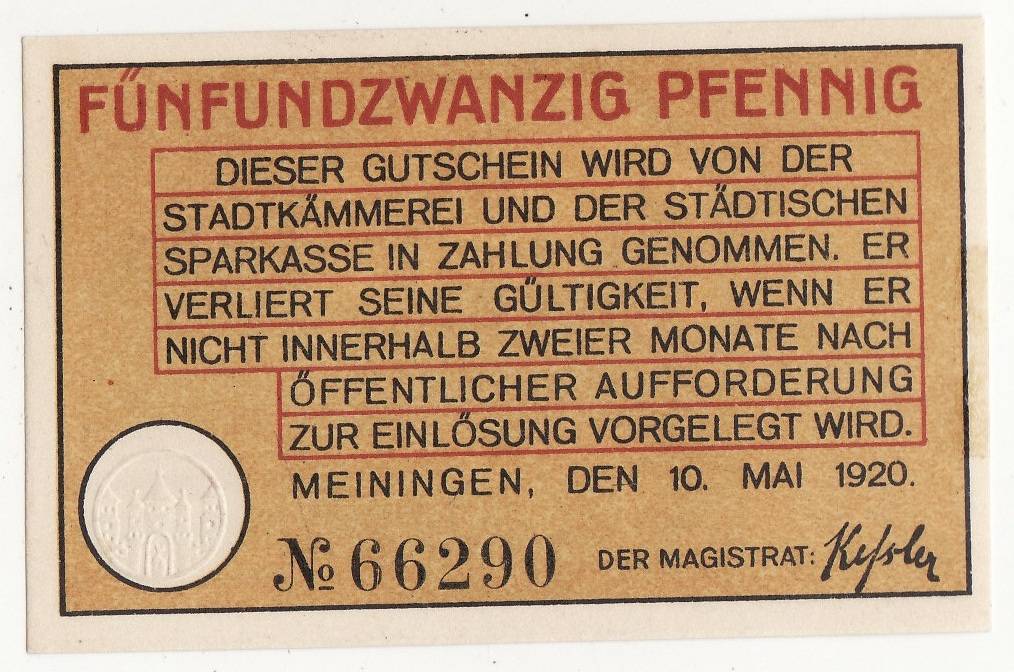 FÜNFUNDZWANZIG PFENNIG
DIESER GUTSCHEIN WIRD VON DER
STADTKÄMMEREI UND DER STÄDTISCHEN
SPARKASSE IN ZAHLUNG GENOMMEN. ER
VERLIERT SEINE GÜLTIGKEIT, WENN ER
NICHT INNERHALB ZWEIER MONATE NACH
ÖFFENTLICHER AUFFORDERUNG
ZUR EINLÖSUNG VORGELEGT WIRD.
MEININGEN, DEN 10. MAI 1920.
№ 66290 DER MAGISTRAT: Keſsler